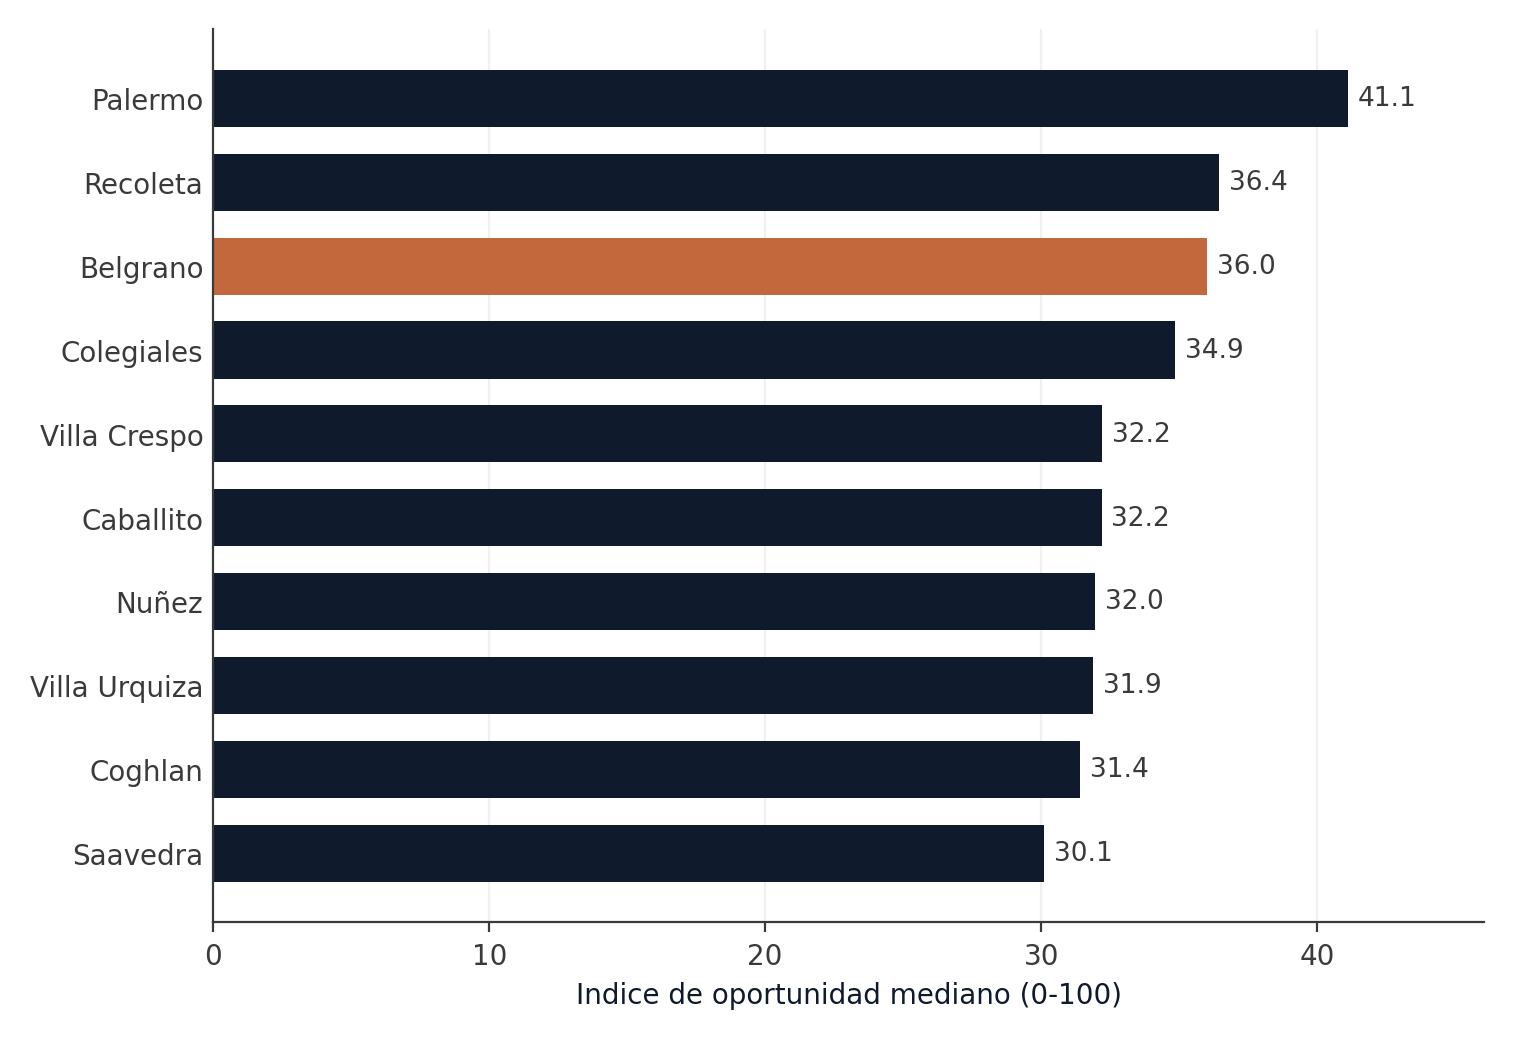 Palermo 41.1
Recoleta 36.4
Belgrano 36.0
Colegiales 34.9
Villa Crespo 32.2
Caballito 32.2
Nuñez 32.0
Villa Urquiza 31.9
Coghlan 31.4
Saavedra 30.1
0 10 20 30 40
Indice de oportunidad mediano (0-100)